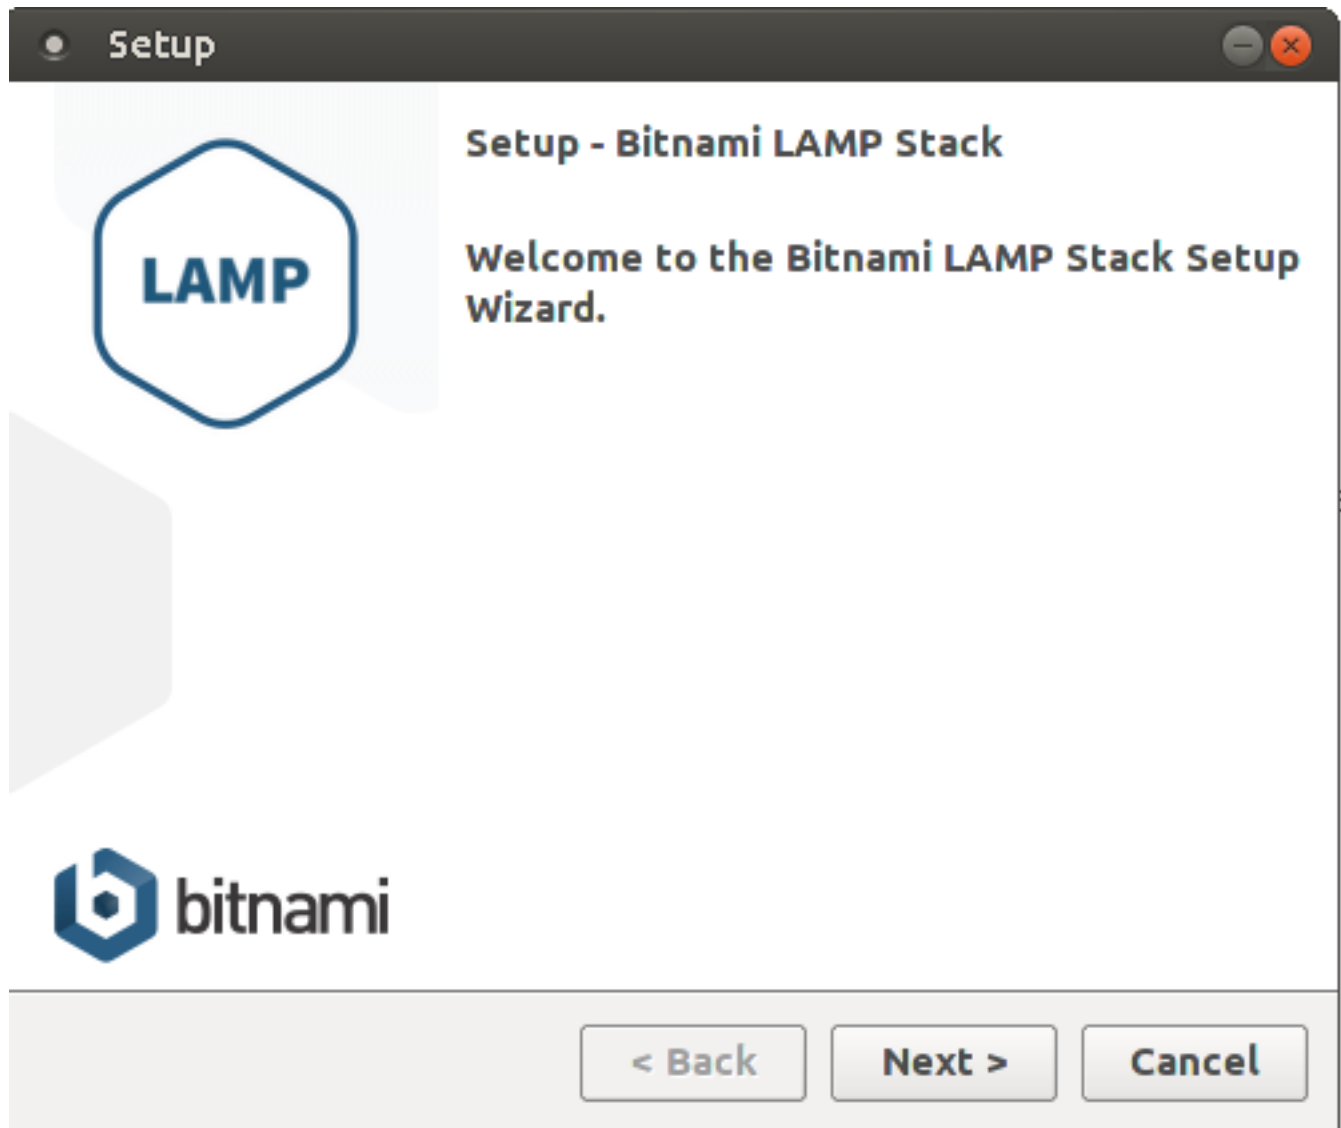 Setup
Setup - Bitnami LAMP Stack
LAMP
Welcome to the Bitnami LAMP Stack Setup
Wizard.
bitnami
< Back
Next >
Cancel